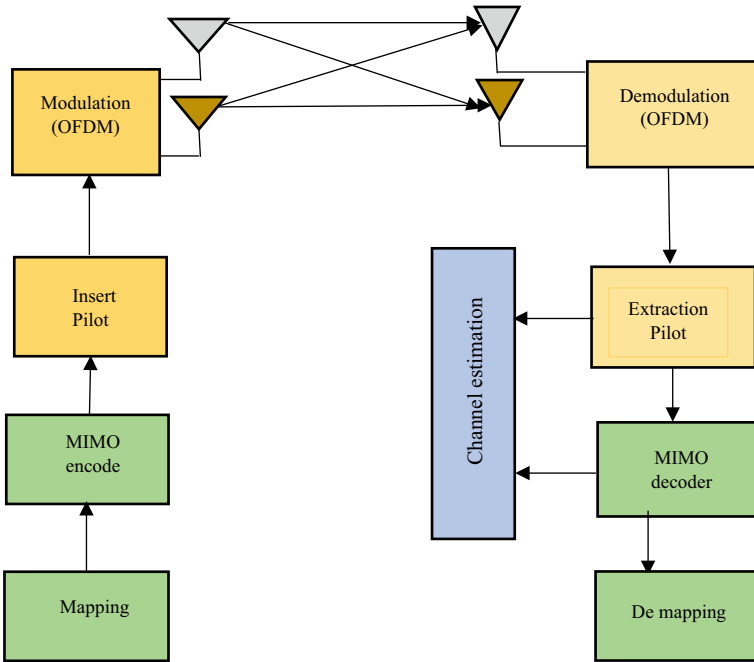 Modulation
(OFDM)
Demodulation
(OFDM)
Insert
Pilot
Channel estimation
Extraction
Pilot
MIMO
encode
MIMO
decoder
Mapping
De mapping